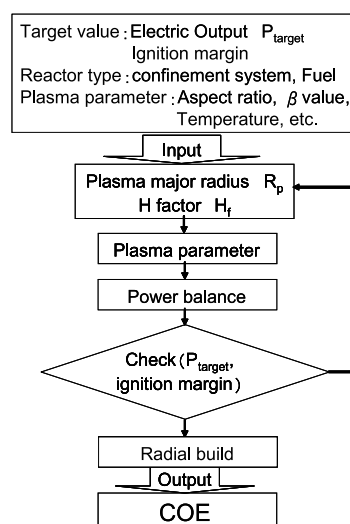 Target value : Electric Output P_target
Ignition margin
Reactor type : confinement system, Fuel
Plasma parameter : Aspect ratio, β value,
Temperature, etc.
Input
Plasma major radius R_p
H factor H_f
Plasma parameter
Power balance
Check (P_target,
ignition margin)
Radial build
Output
COE